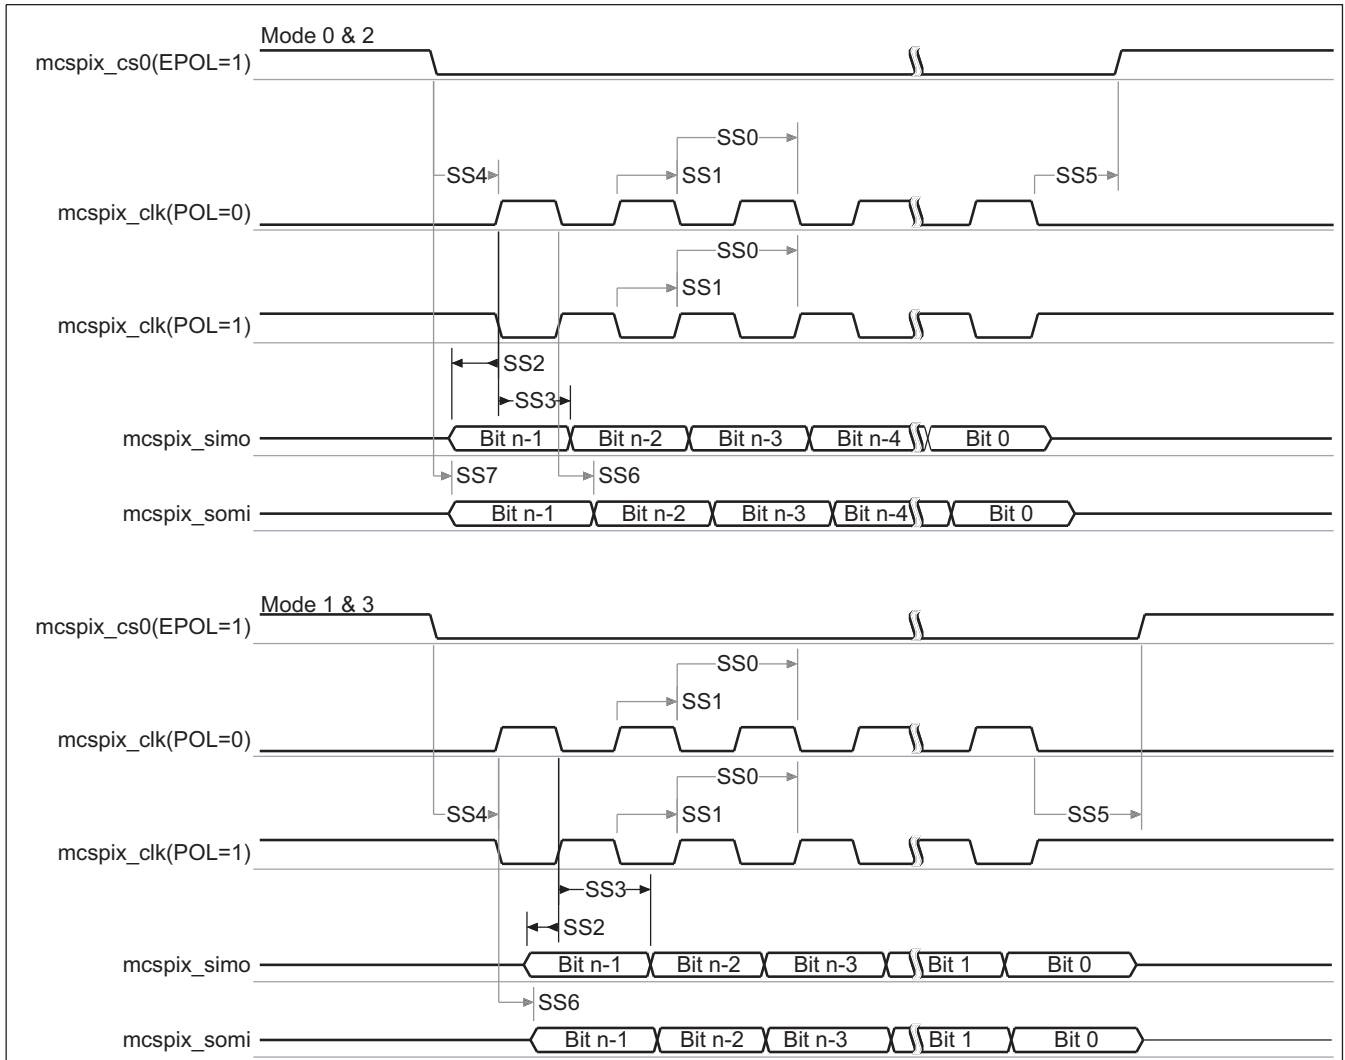 Mode 0 & 2
mcspix_cs0(EPOL=1)
SS0
SS4
SS1
SS5
mcspix_clk(POL=0)
SS0
SS1
mcspix_clk(POL=1)
SS2
SS3
mcspix_simo
Bit n-1
Bit n-2
Bit n-3
Bit n-4
Bit 0
SS7
SS6
mcspix_somi
Bit n-1
Bit n-2
Bit n-3
Bit n-4
Bit 0
Mode 1 & 3
mcspix_cs0(EPOL=1)
SS0
SS1
mcspix_clk(POL=0)
SS0
SS4
SS1
SS5
mcspix_clk(POL=1)
SS3
SS2
mcspix_simo
Bit n-1
Bit n-2
Bit n-3
Bit 1
Bit 0
SS6
mcspix_somi
Bit n-1
Bit n-2
Bit n-3
Bit 1
Bit 0